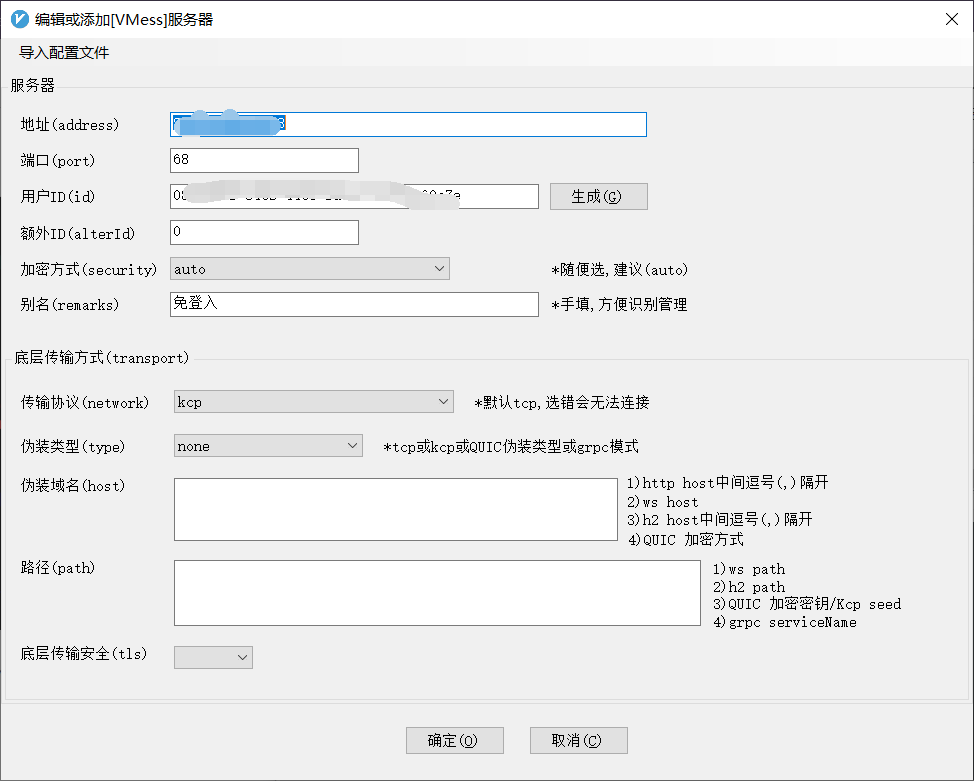 编辑或添加[VMess]服务器
导入配置文件
服务器
地址(address)
端口(port) 68
用户ID(id) 生成(G)
额外ID(alterId) 0
加密方式(security) auto *随便选,建议(auto)
别名(remarks) 免登入 *手填,方便识别管理
底层传输方式(transport)
传输协议(network) kcp *默认tcp,选错会无法连接
伪装类型(type) none *tcp或kcp或QUIC伪装类型或grpc模式
伪装域名(host)
1)http host中间逗号(,)隔开
2)ws host
3)h2 host中间逗号(,)隔开
4)QUIC 加密方式
路径(path)
1)ws path
2)h2 path
3)QUIC 加密密钥/Kcp seed
4)grpc serviceName
底层传输安全(tls)
确定(O) 取消(C)